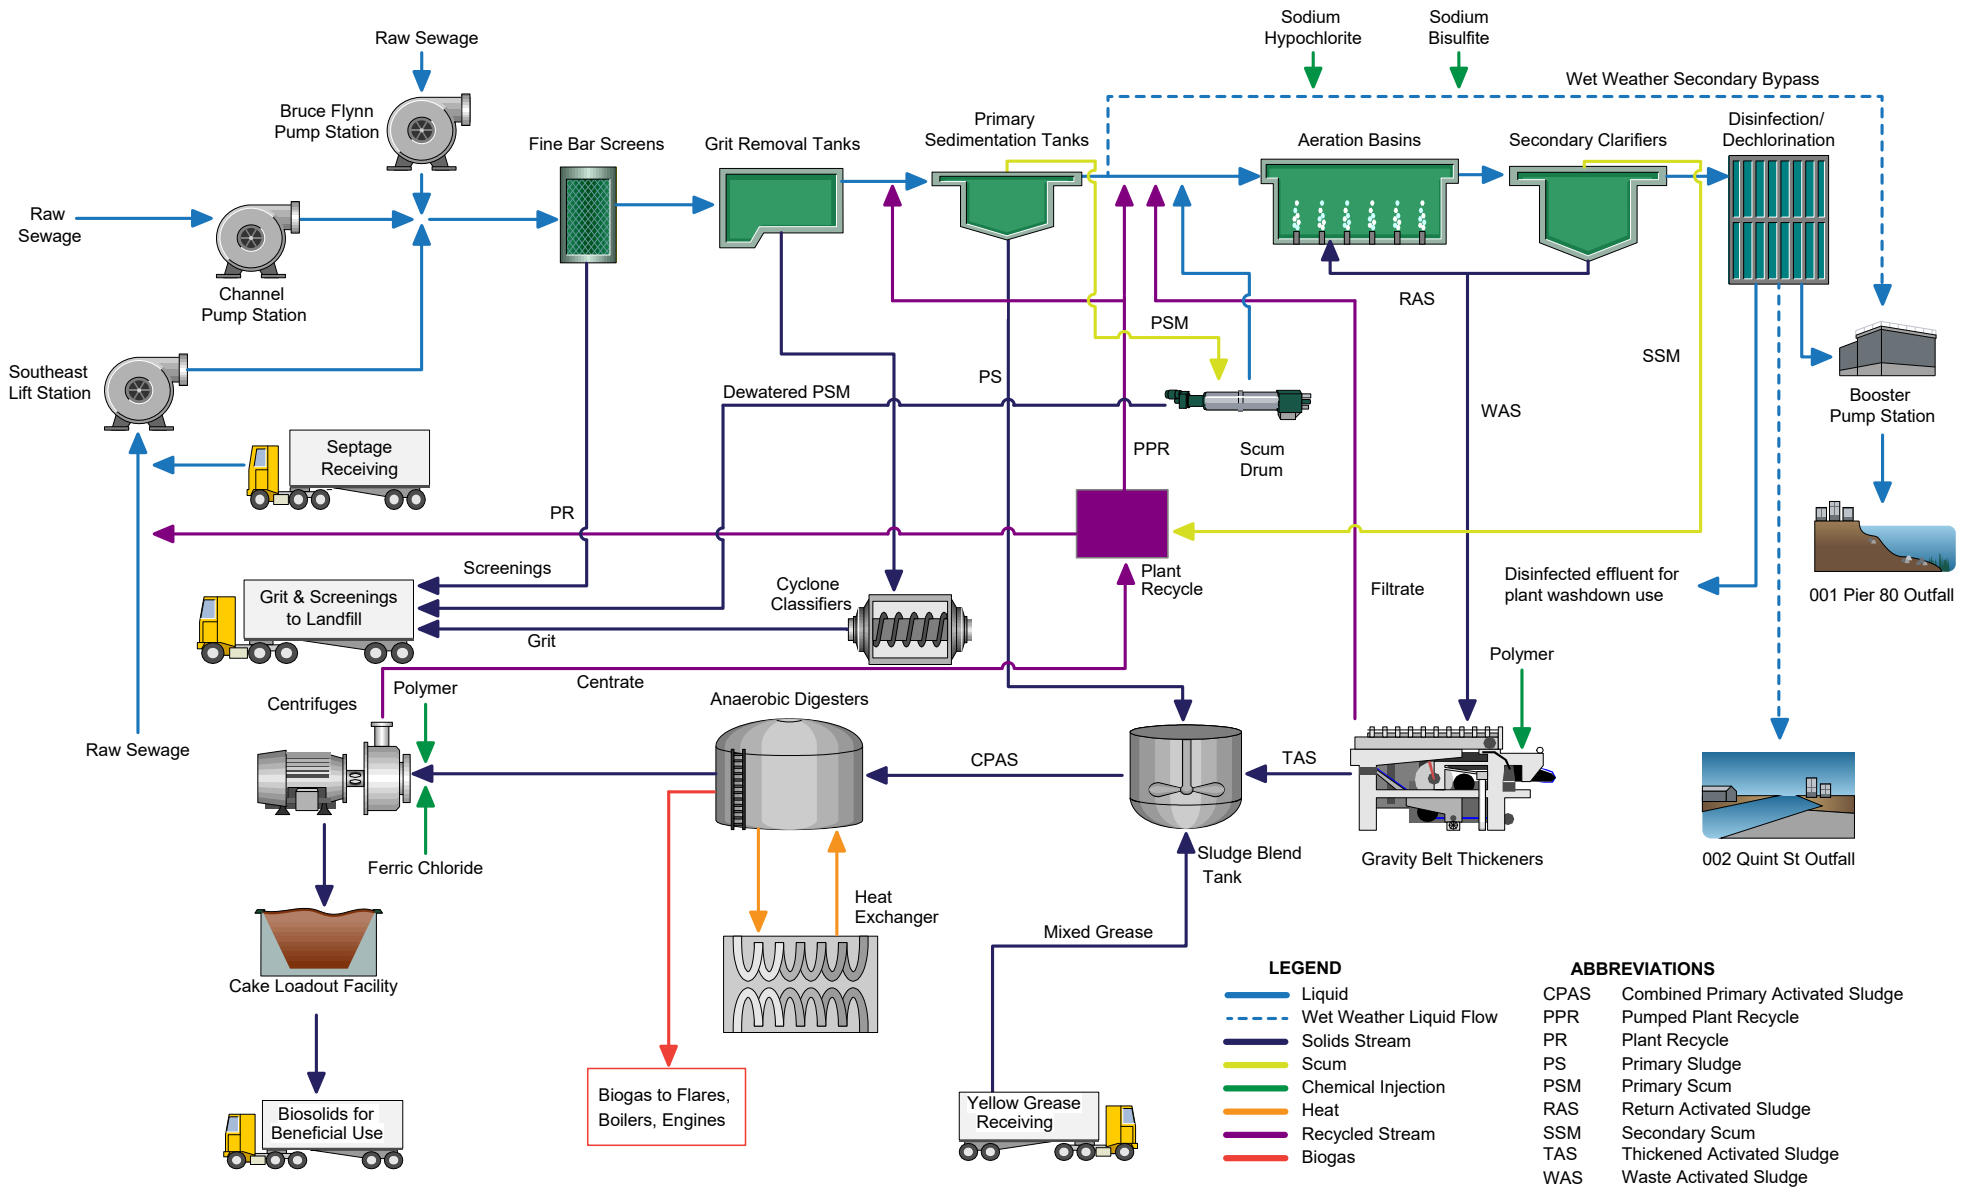 Raw Sewage
Sodium
Hypochlorite
Sodium
Bisulfite
Wet Weather Secondary Bypass
Bruce Flynn
Pump Station
Fine Bar Screens
Grit Removal Tanks
Primary
Sedimentation Tanks
Aeration Basins
Secondary Clarifiers
Disinfection/
Dechlorination
Raw
Sewage
Channel
Pump Station
RAS
PSM
SSM
Southeast
Lift Station
PS
Dewatered PSM
WAS
Booster
Pump Station
Septage
Receiving
PPR
Scum
Drum
PR
Screenings
Grit & Screenings
to Landfill
Cyclone
Classifiers
Plant
Recycle
Filtrate
Disinfected effluent for
plant washdown use
001 Pier 80 Outfall
Grit
Polymer
Centrate
Polymer
Centrifuges
Anaerobic Digesters
Raw Sewage
CPAS
TAS
Ferric Chloride
Sludge Blend
Tank
Gravity Belt Thickeners
002 Quint St Outfall
Heat
Exchanger
Mixed Grease
Cake Loadout Facility
Biogas to Flares,
Boilers, Engines
Yellow Grease
Receiving
Biosolids for
Beneficial Use
LEGEND
Liquid
Wet Weather Liquid Flow
Solids Stream
Scum
Chemical Injection
Heat
Recycled Stream
Biogas
ABBREVIATIONS
CPAS Combined Primary Activated Sludge
PPR Pumped Plant Recycle
PR Plant Recycle
PS Primary Sludge
PSM Primary Scum
RAS Return Activated Sludge
SSM Secondary Scum
TAS Thickened Activated Sludge
WAS Waste Activated Sludge